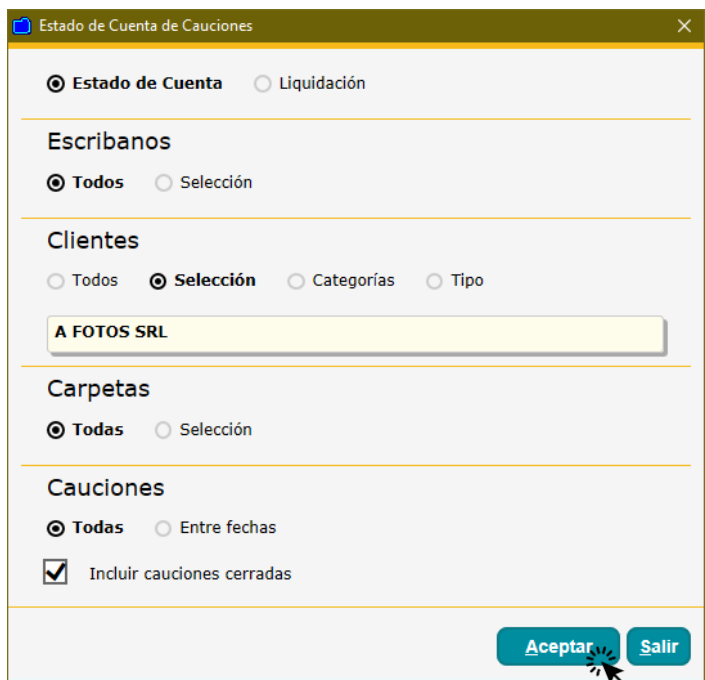 Estado de Cuenta de Cauciones
Estado de Cuenta Liquidación
Escribanos
Todos Selección
Clientes
Todos Selección Categorías Tipo
A FOTOS SRL
Carpetas
Todas Selección
Cauciones
Todas Entre fechas
Incluir cauciones cerradas
Aceptar Salir